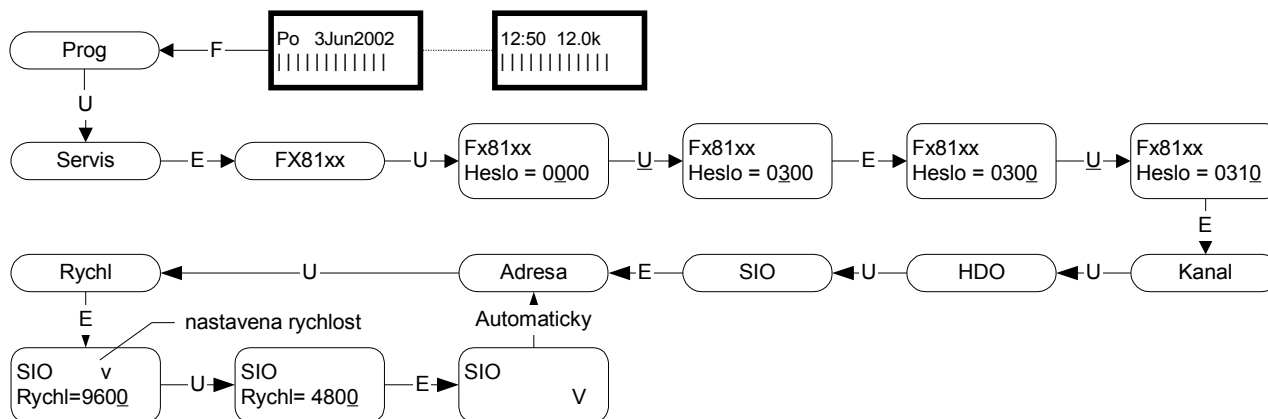 Prog
F
Po 3Jun2002
| | | | | | | | | | | |
12:50 12.0k
| | | | | | | | | | | |
U
Servis
E
FX81xx
U
Fx81xx
Heslo = 0000
U
Fx81xx
Heslo = 0300
E
Fx81xx
Heslo = 0300
U
Fx81xx
Heslo = 0310
E
Kanal
U
HDO
U
SIO
E
Adresa
U
Rychl
E
nastavena rychlost
Automaticky
SIO v
Rychl=9600
U
SIO
Rychl= 4800
E
SIO
V